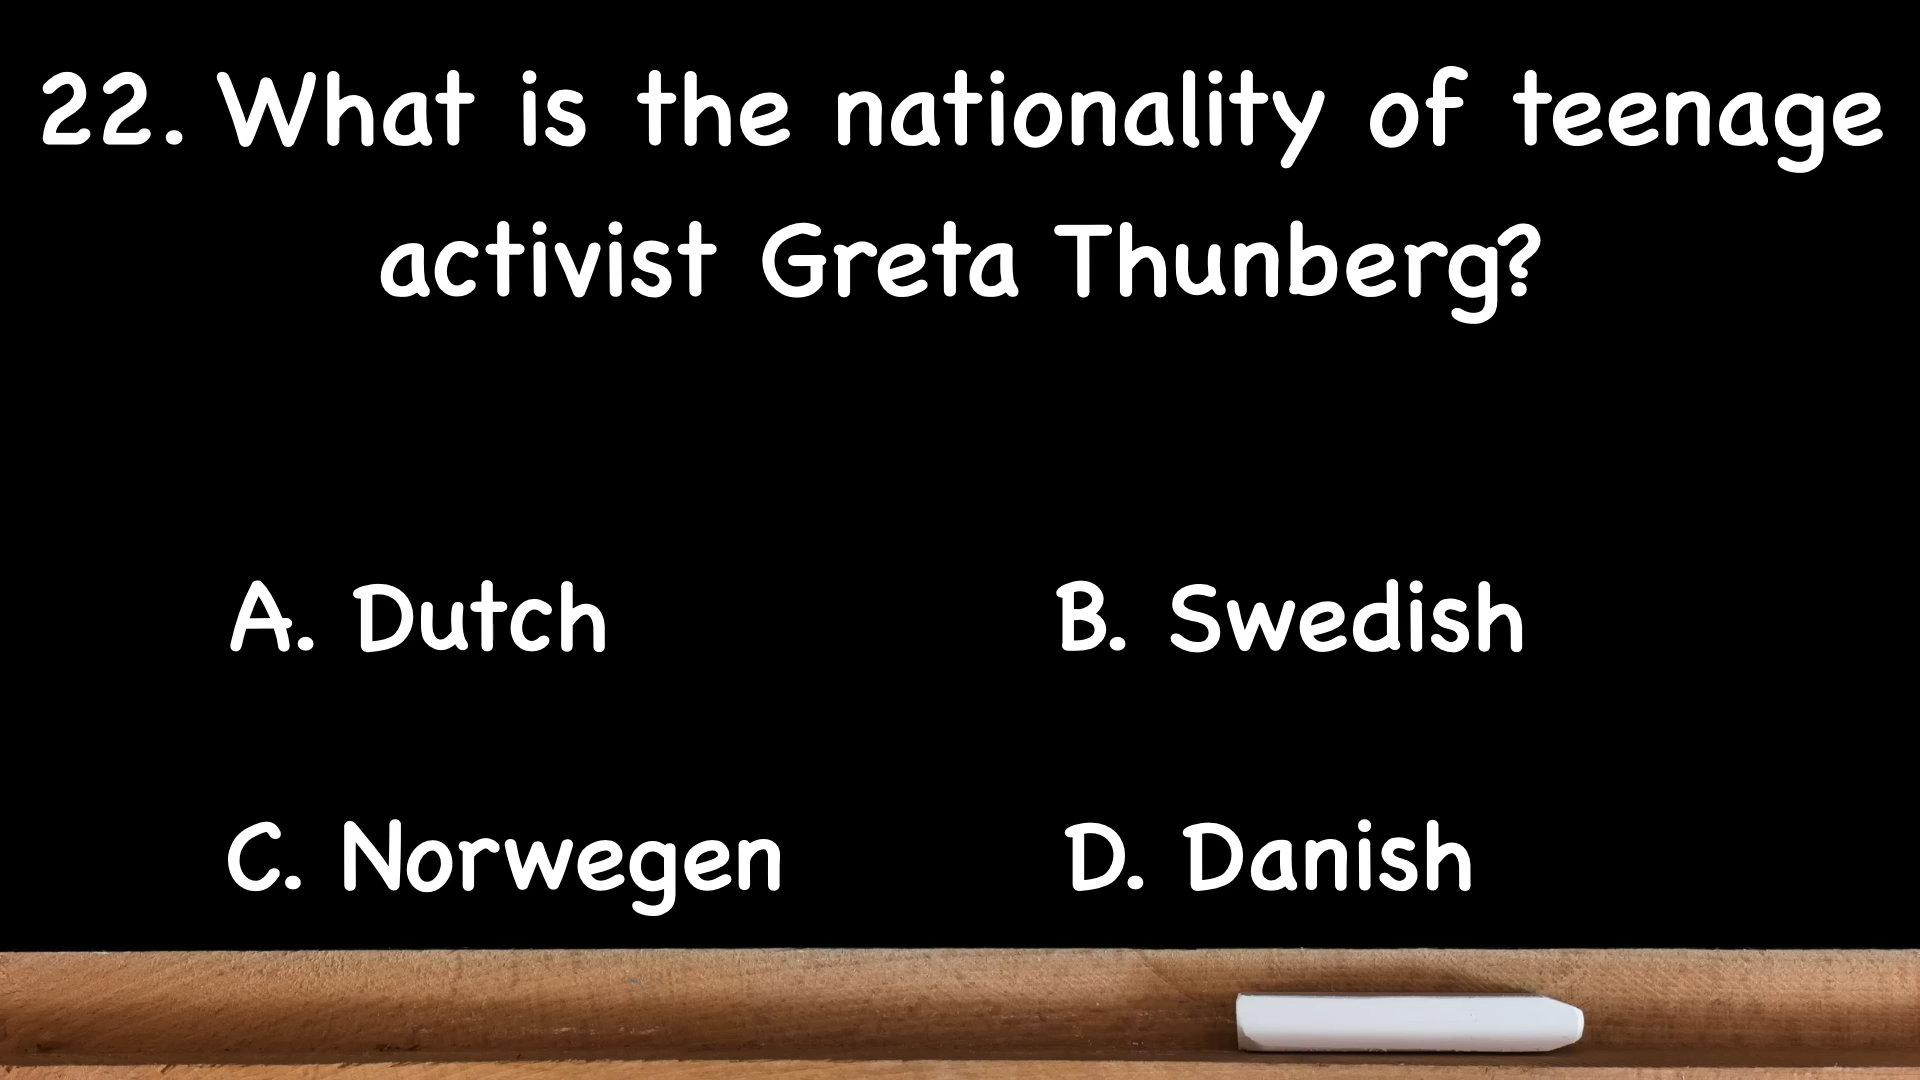 22. What is the nationality of teenage
activist Greta Thunberg?
A. Dutch
B. Swedish
C. Norwegen
D. Danish